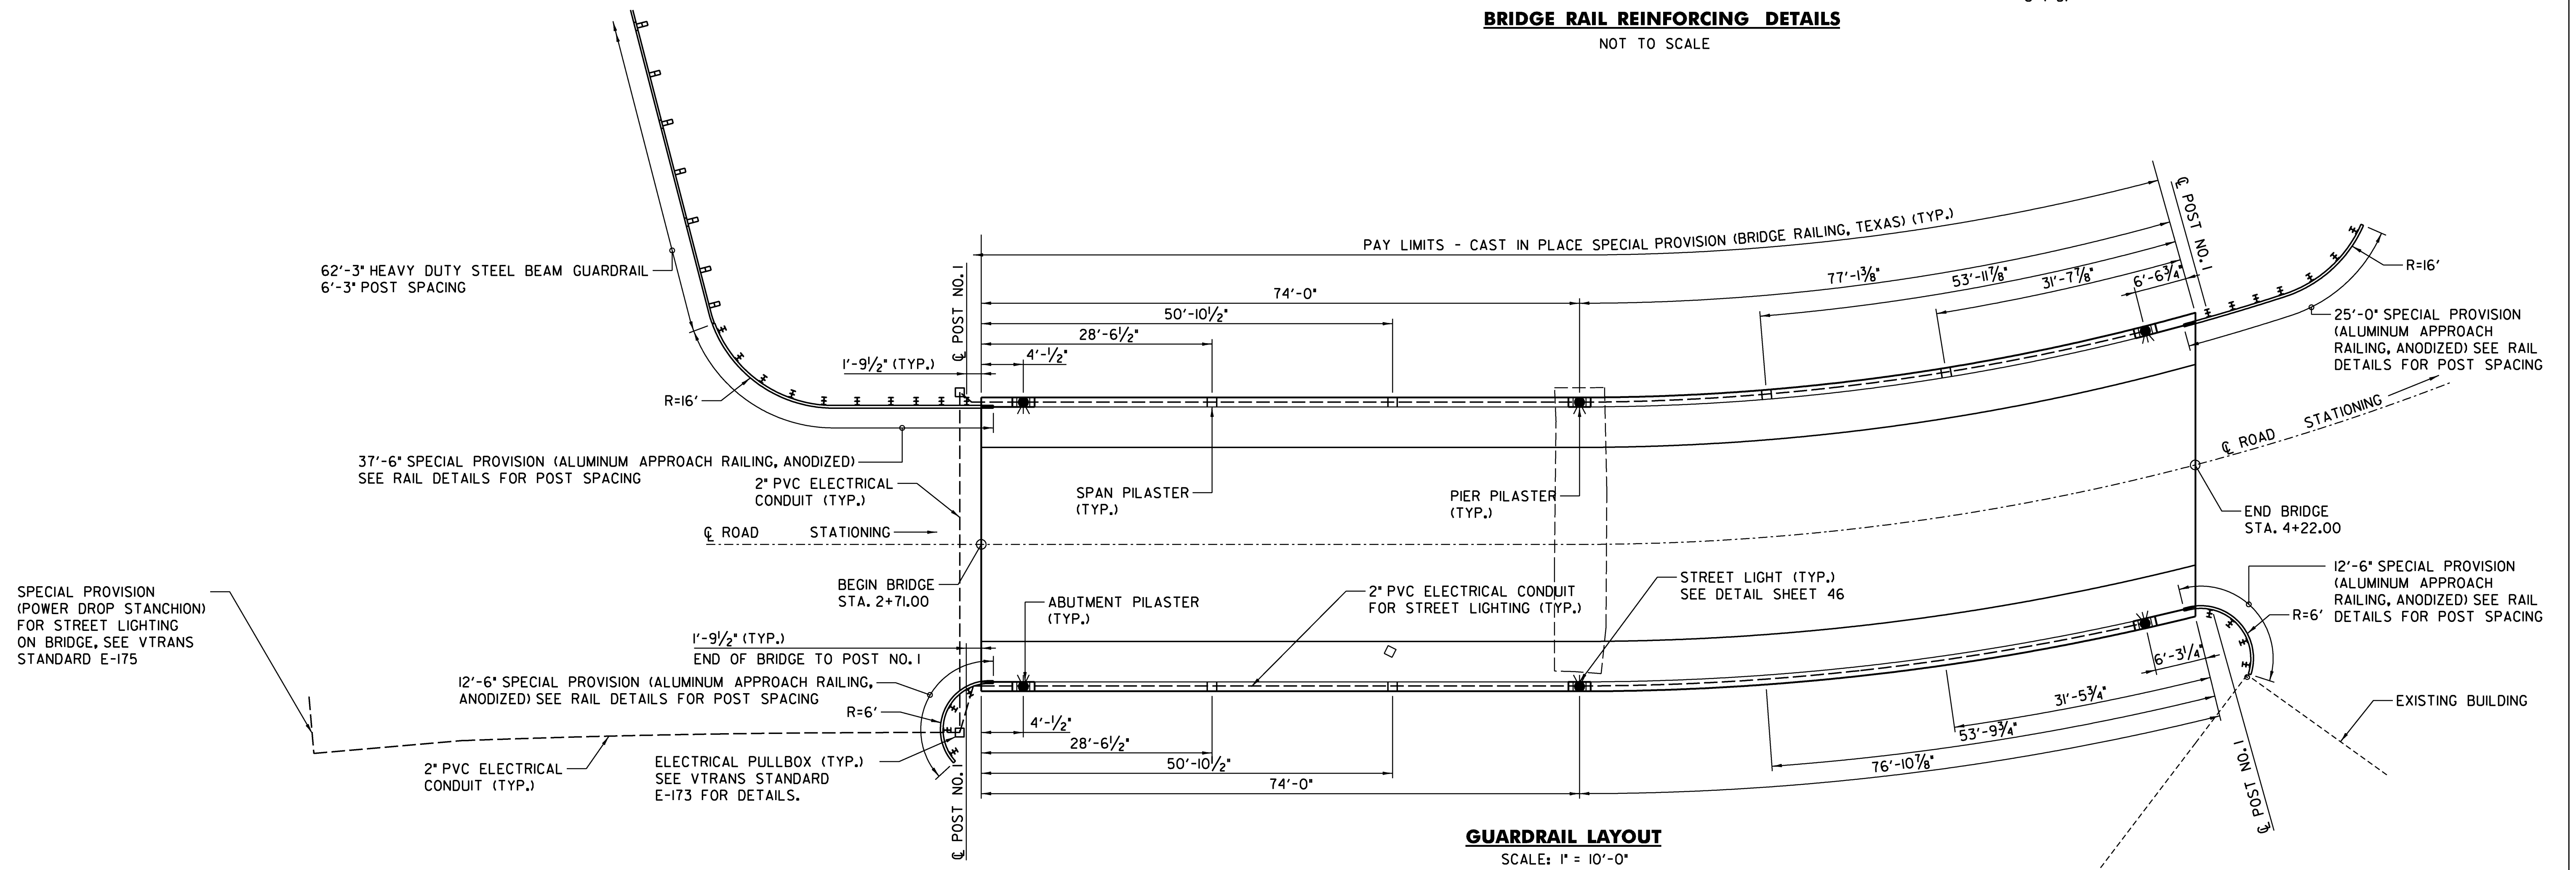 BRIDGE RAIL REINFORCING DETAILS
NOT TO SCALE
62'-3" HEAVY DUTY STEEL BEAM GUARDRAIL
6'-3" POST SPACING
R=16'
37'-6" SPECIAL PROVISION (ALUMINUM APPROACH RAILING, ANODIZED)
SEE RAIL DETAILS FOR POST SPACING
1'-9½" (TYP.)
℄ POST NO. 1
PAY LIMITS - CAST IN PLACE SPECIAL PROVISION (BRIDGE RAILING, TEXAS) (TYP.)
74'-0"
50'-10½"
28'-6½"
4'-½"
77'-1⅜"
53'-11⅞"
31'-7⅞"
6'-6¾"
℄ POST NO. 1
R=16'
25'-0" SPECIAL PROVISION
(ALUMINUM APPROACH
RAILING, ANODIZED) SEE RAIL
DETAILS FOR POST SPACING
℄ ROAD STATIONING
2" PVC ELECTRICAL
CONDUIT (TYP.)
SPAN PILASTER
(TYP.)
PIER PILASTER
(TYP.)
℄ ROAD STATIONING
END BRIDGE
STA. 4+22.00
BEGIN BRIDGE
STA. 2+71.00
ABUTMENT PILASTER
(TYP.)
2" PVC ELECTRICAL CONDUIT
FOR STREET LIGHTING (TYP.)
STREET LIGHT (TYP.)
SEE DETAIL SHEET 46
12'-6" SPECIAL PROVISION
(ALUMINUM APPROACH
RAILING, ANODIZED) SEE RAIL
DETAILS FOR POST SPACING
R=6'
SPECIAL PROVISION
(POWER DROP STANCHION)
FOR STREET LIGHTING
ON BRIDGE, SEE VTRANS
STANDARD E-175
1'-9½" (TYP.)
END OF BRIDGE TO POST NO. 1
12'-6" SPECIAL PROVISION (ALUMINUM APPROACH RAILING,
ANODIZED) SEE RAIL DETAILS FOR POST SPACING
R=6'
4'-½"
28'-6½"
50'-10½"
74'-0"
6'-3¼"
31'-5¾"
53'-9¾"
76'-10⅞"
EXISTING BUILDING
2" PVC ELECTRICAL
CONDUIT (TYP.)
ELECTRICAL PULLBOX (TYP.)
SEE VTRANS STANDARD
E-173 FOR DETAILS.
℄ POST NO. 1
℄ POST NO. 1
GUARDRAIL LAYOUT
SCALE: 1" = 10'-0"